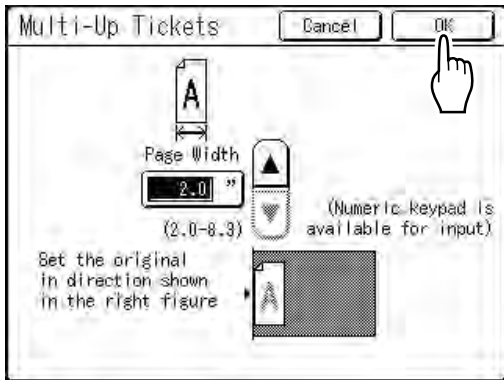 Multi-Up Tickets
Cancel
OK
A
Page Width
2.0 "
(2.0-8.3)
(Numeric keypad is
available for input)
Set the original
in direction shown
in the right figure
A